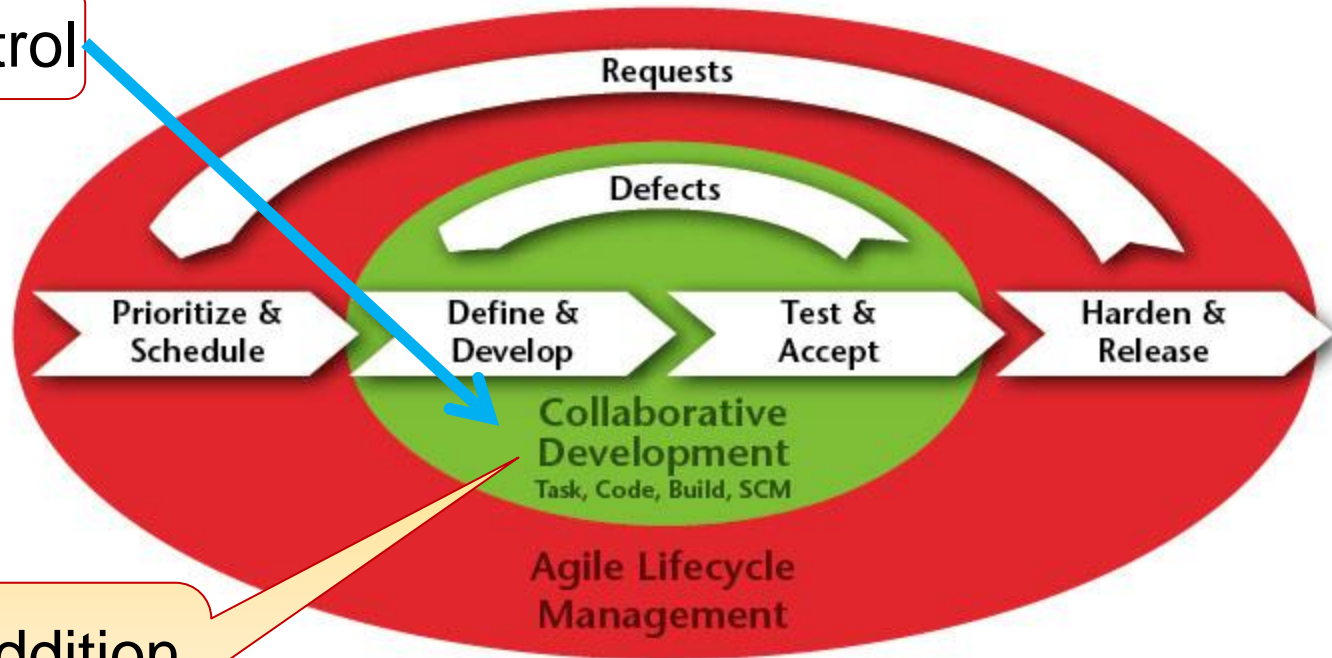 trol
Requests
Defects
Prioritize &
Schedule
Define &
Develop
Test &
Accept
Harden &
Release
Collaborative
Development
Task, Code, Build, SCM
Agile Lifecycle
Management
ddition